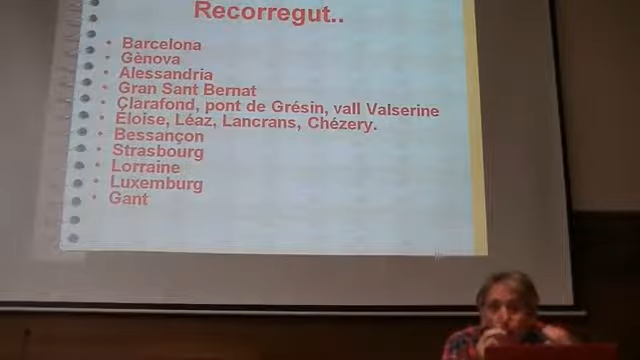 Recorregut..
• Barcelona
• Gènova
• Alessandria
• Gran Sant Bernat
• Clarafond, pont de Grésin, vall Valserine
• Éloise, Léaz, Lancrans, Chézery.
• Bessançon
• Strasbourg
• Lorraine
• Luxemburg
• Gant